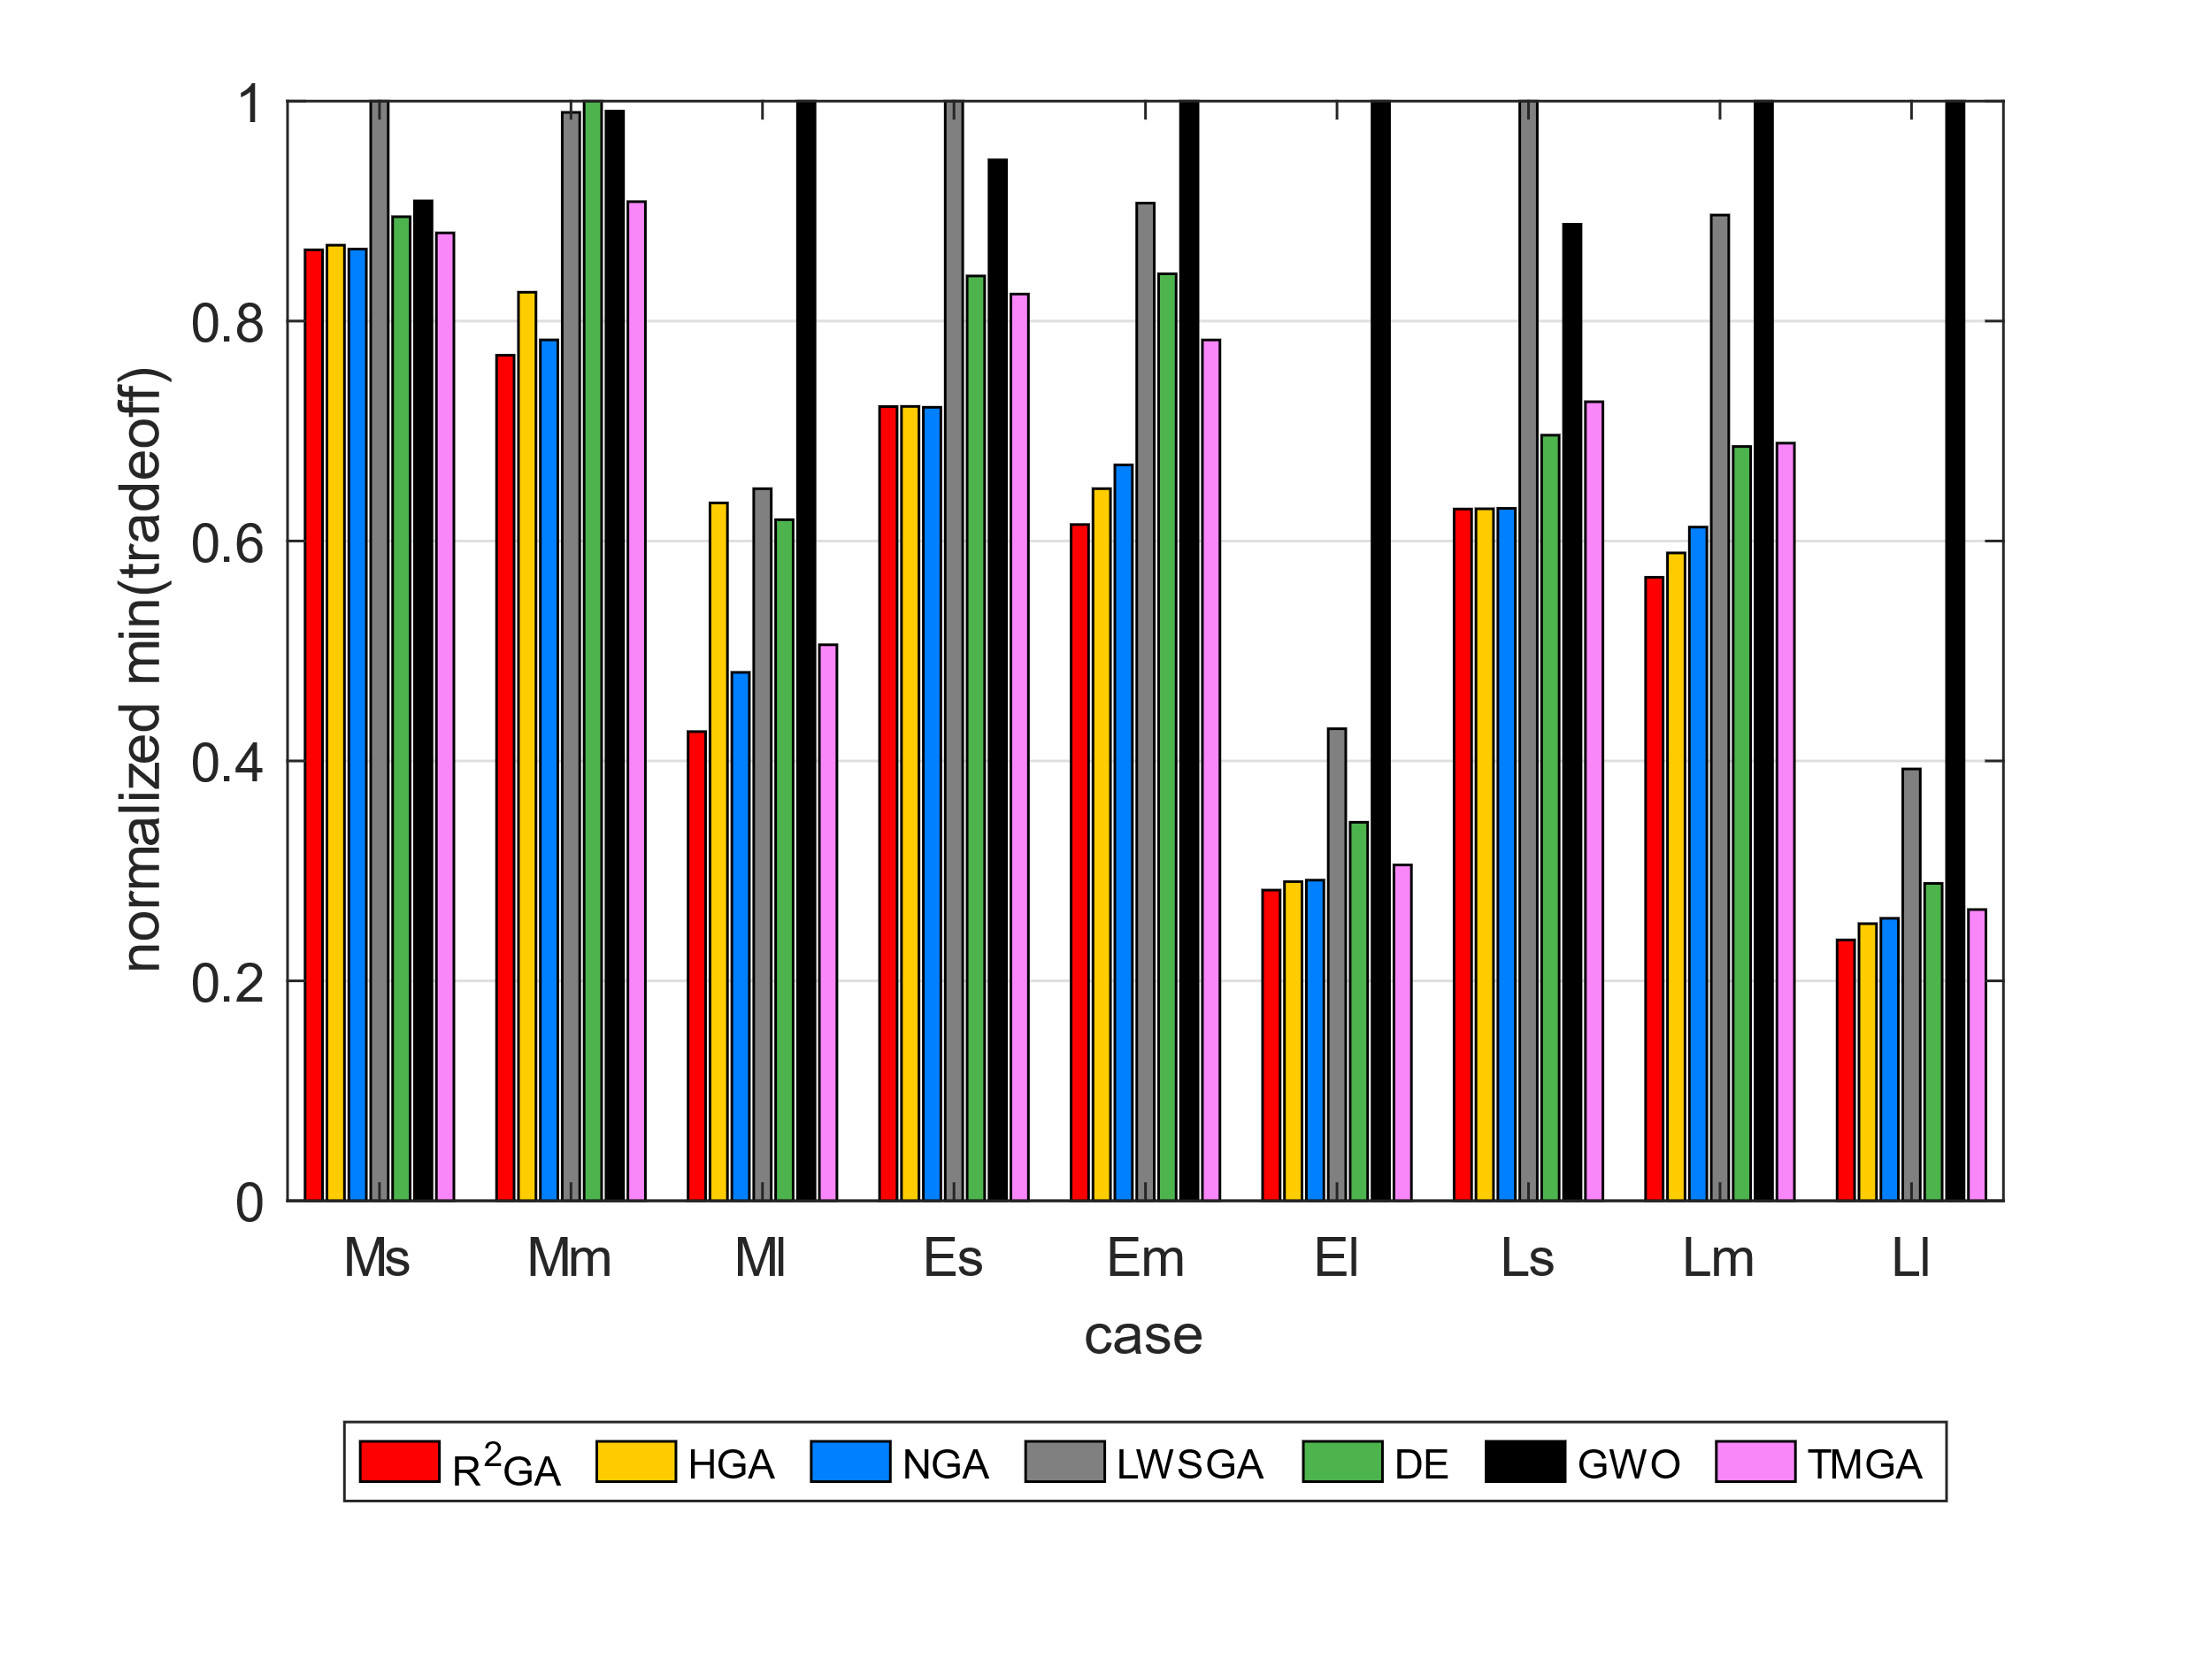 normalized min(tradeoff)
1
0.8
0.6
0.4
0.2
0
Ms Mm Ml Es Em El Ls Lm Ll
case
R²GA HGA NGA LWSGA DE GWO TMGA